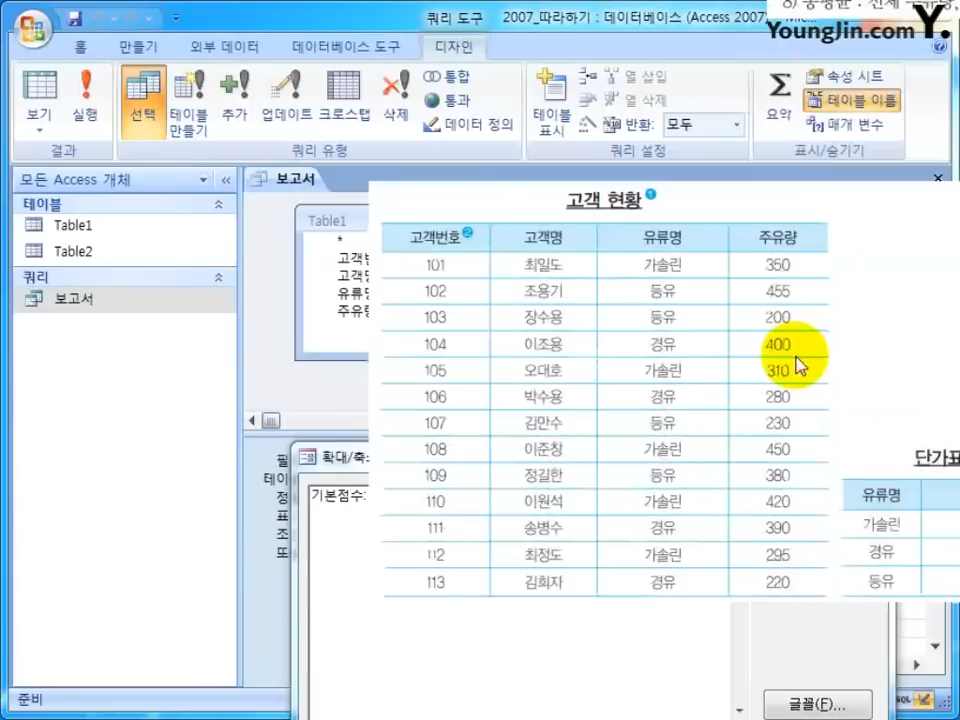 쿼리 도구
2007_따라하기 : 데이터베이스 (Access 2007
YoungJin.com Y.
홈 만들기 외부 데이터 데이터베이스 도구 디자인
보기 실행 선택 테이블 만들기 추가 업데이트 크로스탭 삭제
통합
통과
데이터 정의
테이블 표시
열 삽입
열 삭제
반환: 모두
요약
속성 시트
테이블 이름
매개 변수
결과 쿼리 유형 쿼리 설정 표시/숨기기
모든 Access 개체
테이블
Table1
Table2
쿼리
보고서
보고서
Table1
*
고객 현황 1
고객번호 2 고객명 유류명 주유량
101 최일도 가솔린 350
102 조용기 등유 455
103 장수용 등유 200
104 이조용 경유 400
105 오대호 가솔린 310
106 박수용 경유 280
107 김만수 등유 230
108 이준창 가솔린 450
109 정길한 등유 380
110 이원석 가솔린 420
111 송병수 경유 390
112 최정도 가솔린 295
113 김희자 경유 220
단가표
유류명
가솔린
경유
등유
확대/축
기본점수:
글꼴(F)...
준비
SQL